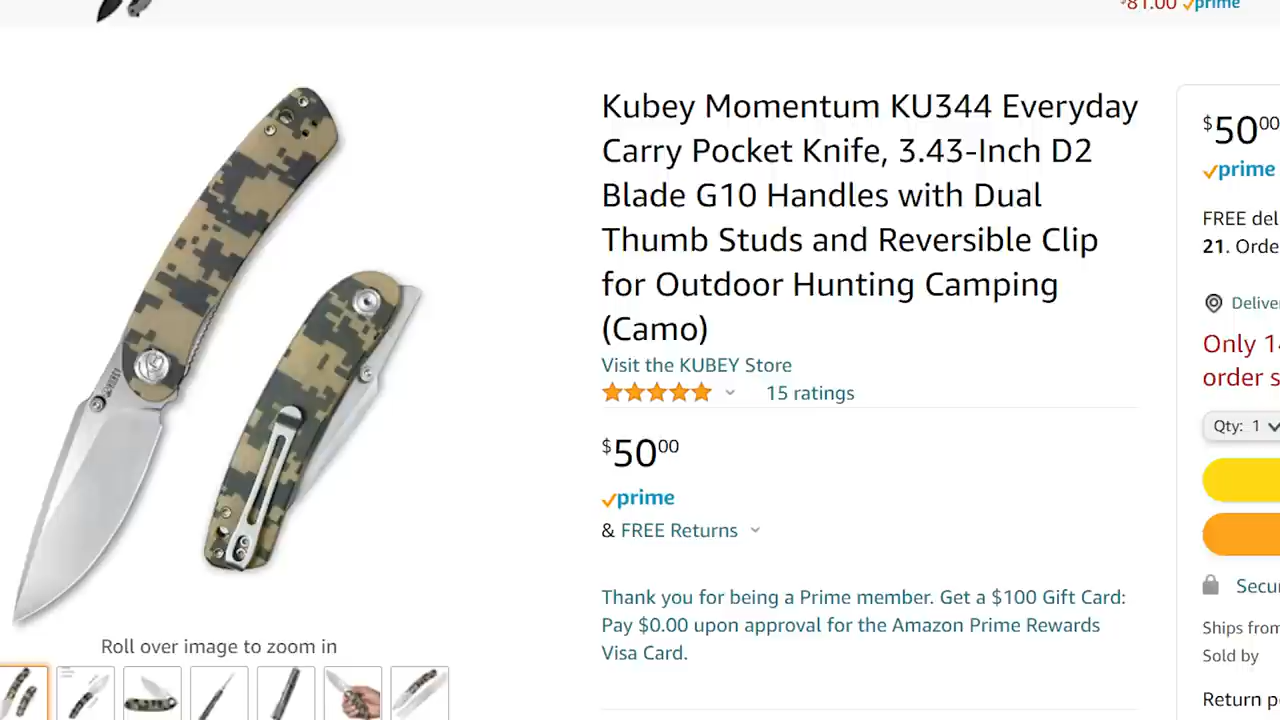 $81.00 prime
Kubey Momentum KU344 Everyday
Carry Pocket Knife, 3.43-Inch D2
Blade G10 Handles with Dual
Thumb Studs and Reversible Clip
for Outdoor Hunting Camping
(Camo)
Visit the KUBEY Store
15 ratings
$5000
prime
& FREE Returns
Thank you for being a Prime member. Get a $100 Gift Card:
Pay $0.00 upon approval for the Amazon Prime Rewards
Visa Card.
Roll over image to zoom in
$5000
prime
FREE del
21. Orde
Delive
Only 1
order s
Qty: 1
Secu
Ships from
Sold by
Return p